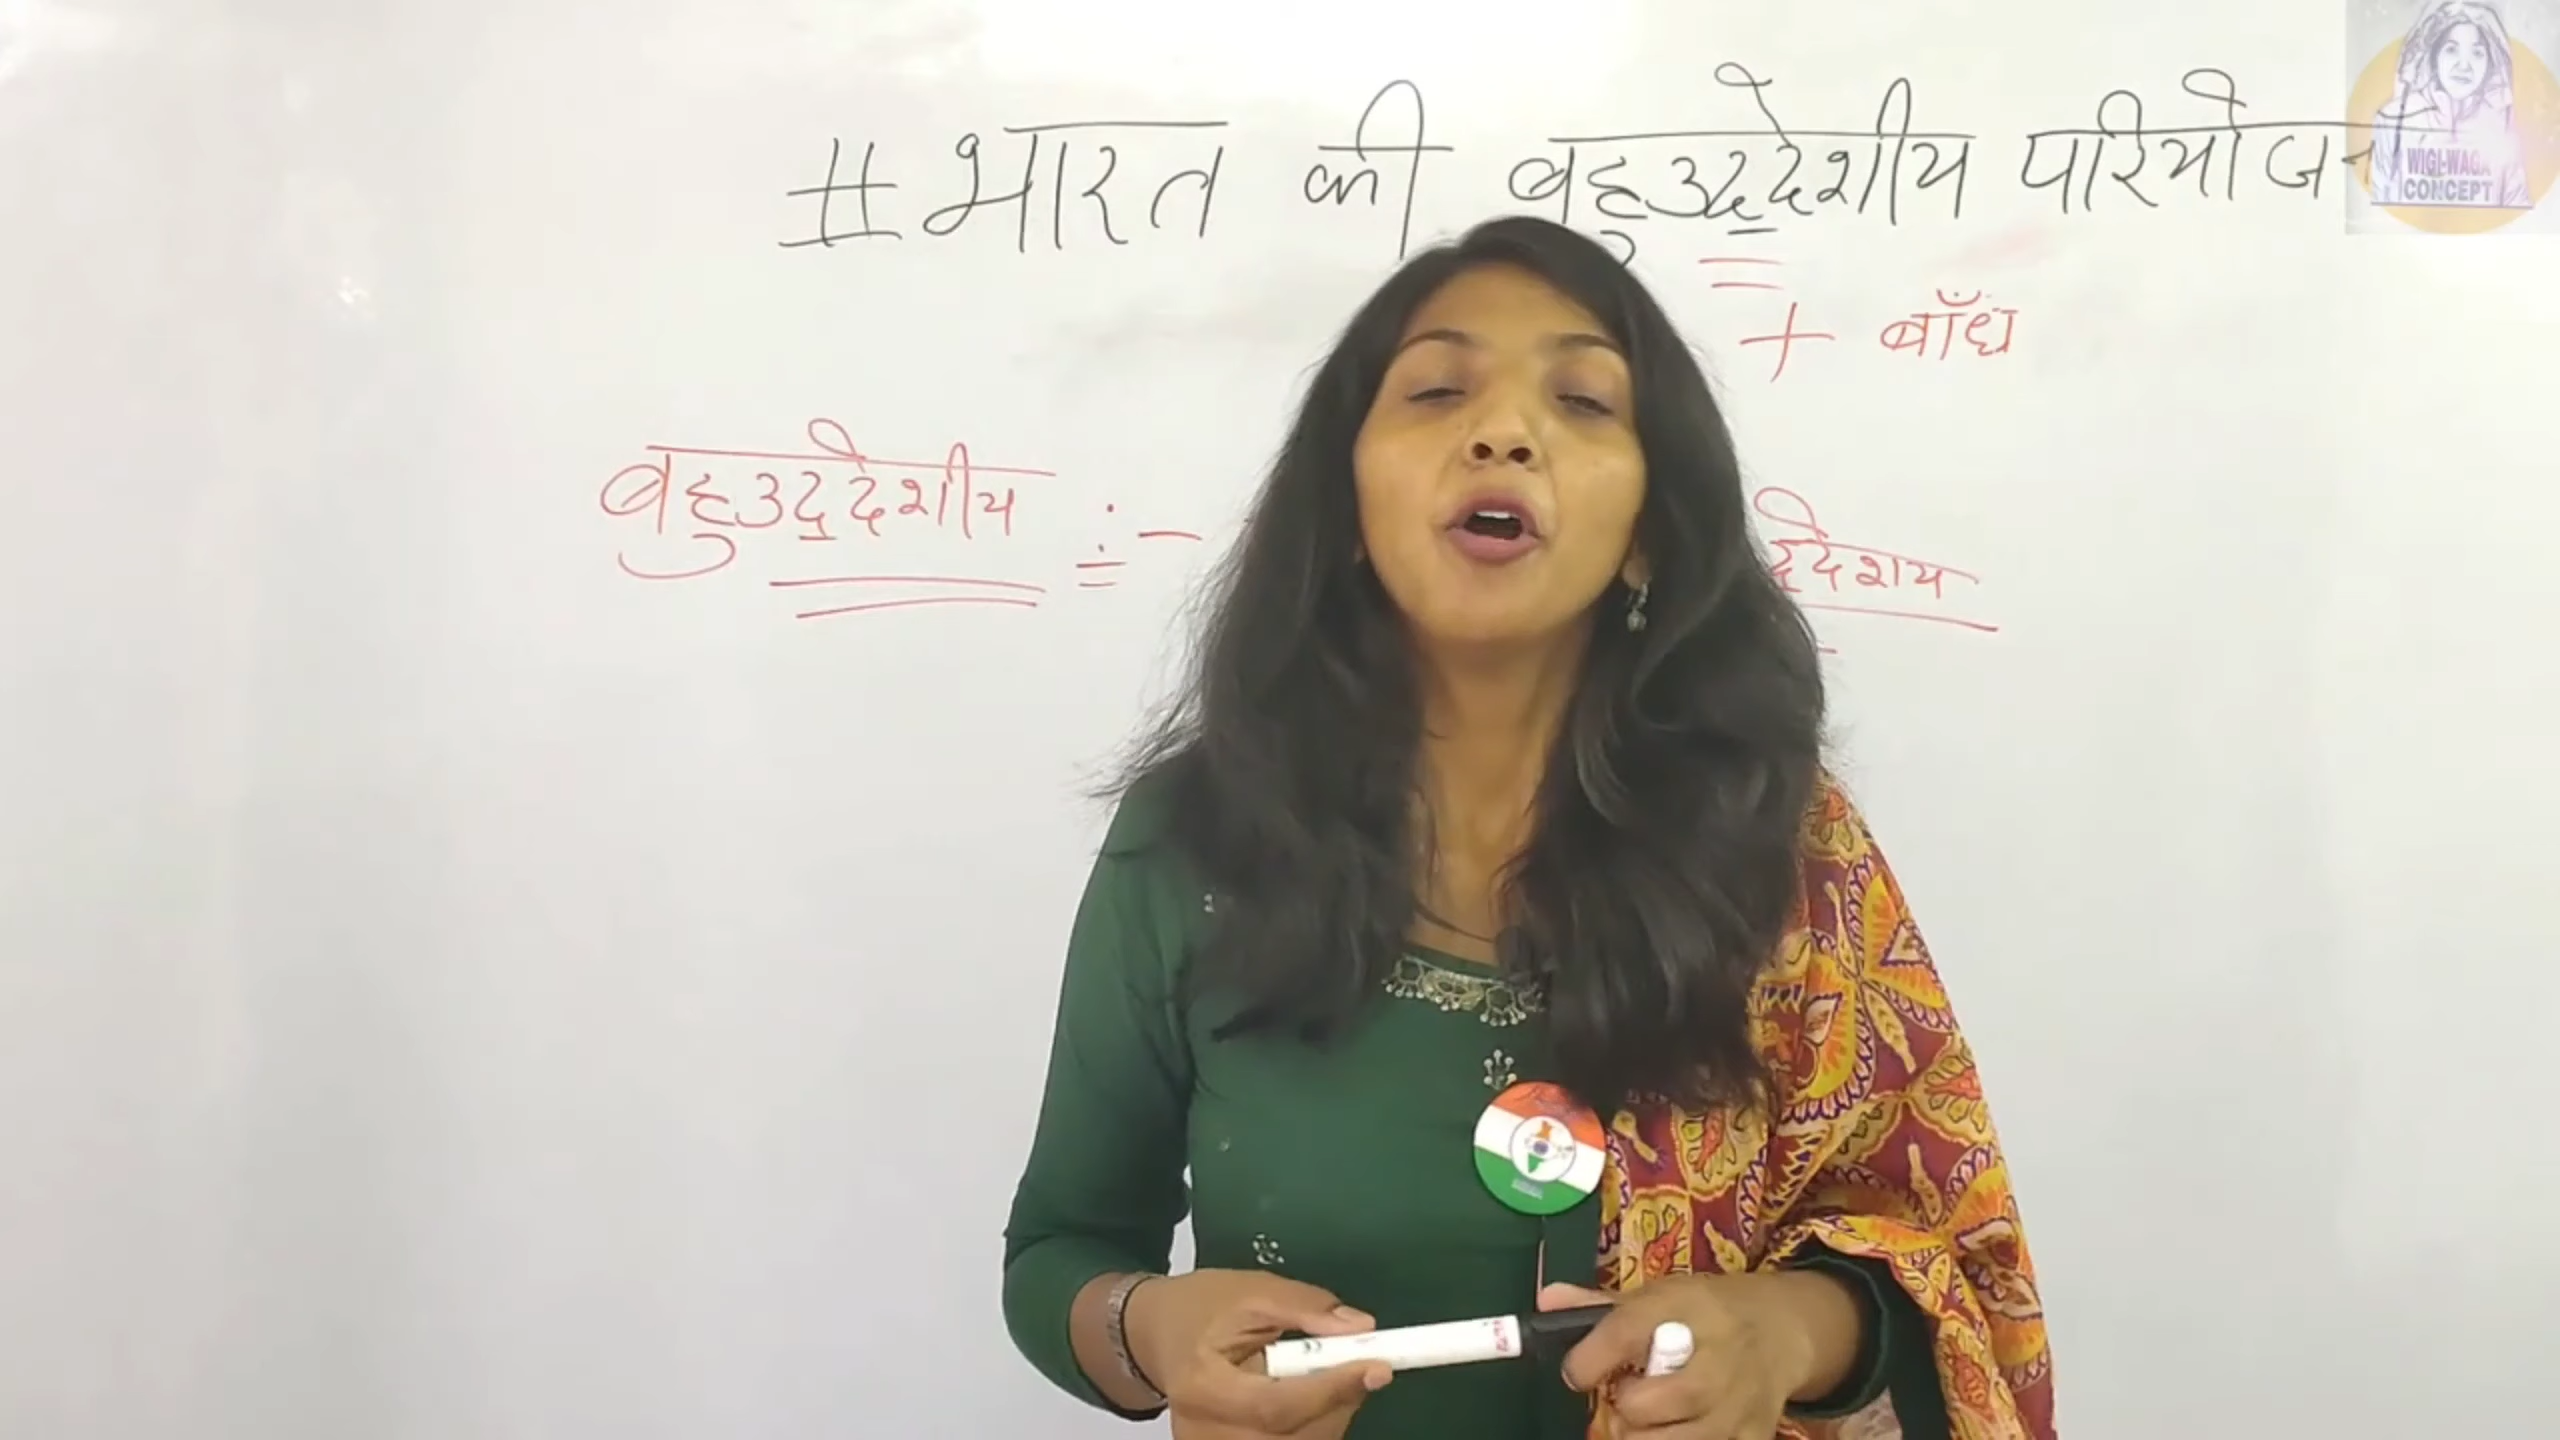 # भारत की बहुउद्देशीय परियोजना
+ बाँध
बहुउद्देशीय :-
WIGI-WAGA
CONCEPT